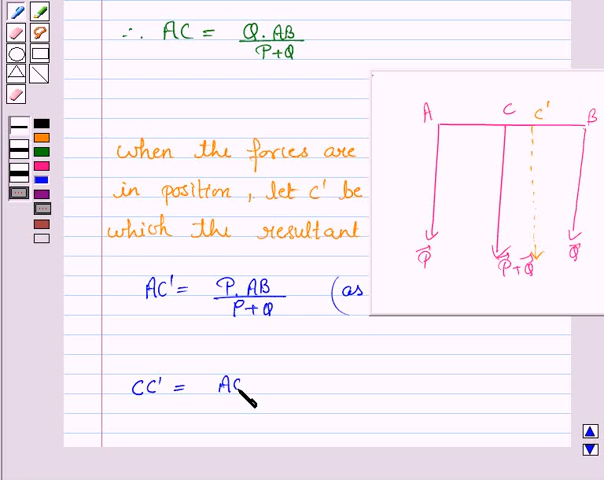 ∴ AC = Q.AB / P+Q
when the forces are
in position, let C' be
which the resultant
AC' = P.AB / P+Q (as
CC' = AC
A C C' B
P⃗ P⃗+Q⃗ Q⃗